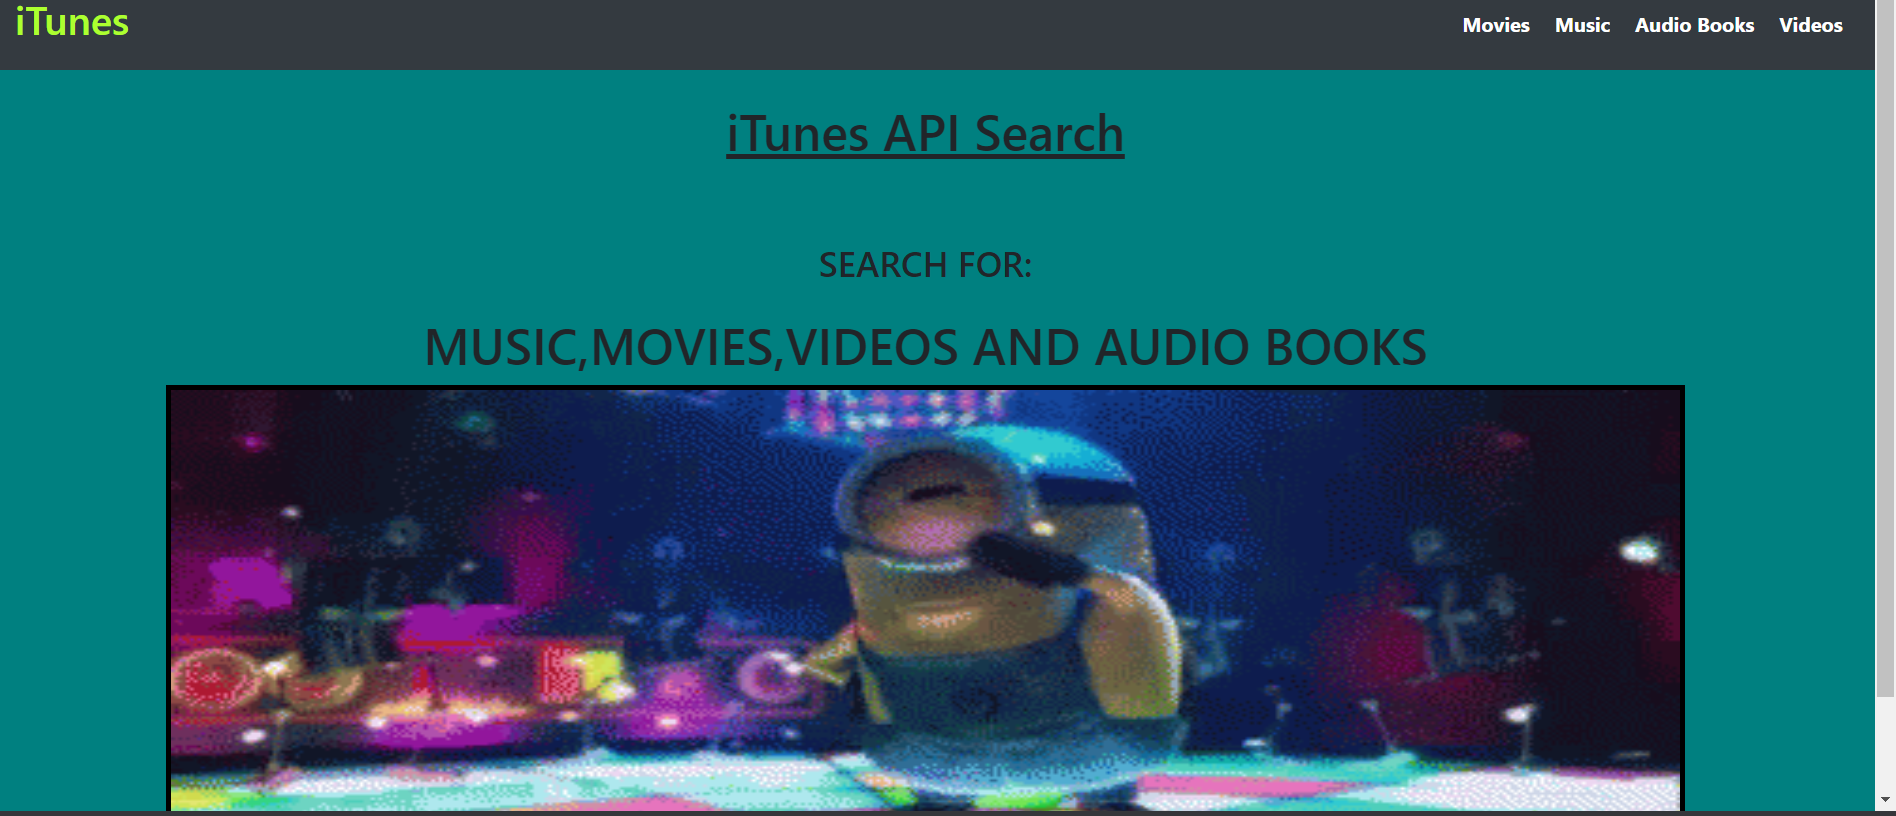 iTunes
Movies Music Audio Books Videos
iTunes API Search
SEARCH FOR:
MUSIC,MOVIES,VIDEOS AND AUDIO BOOKS